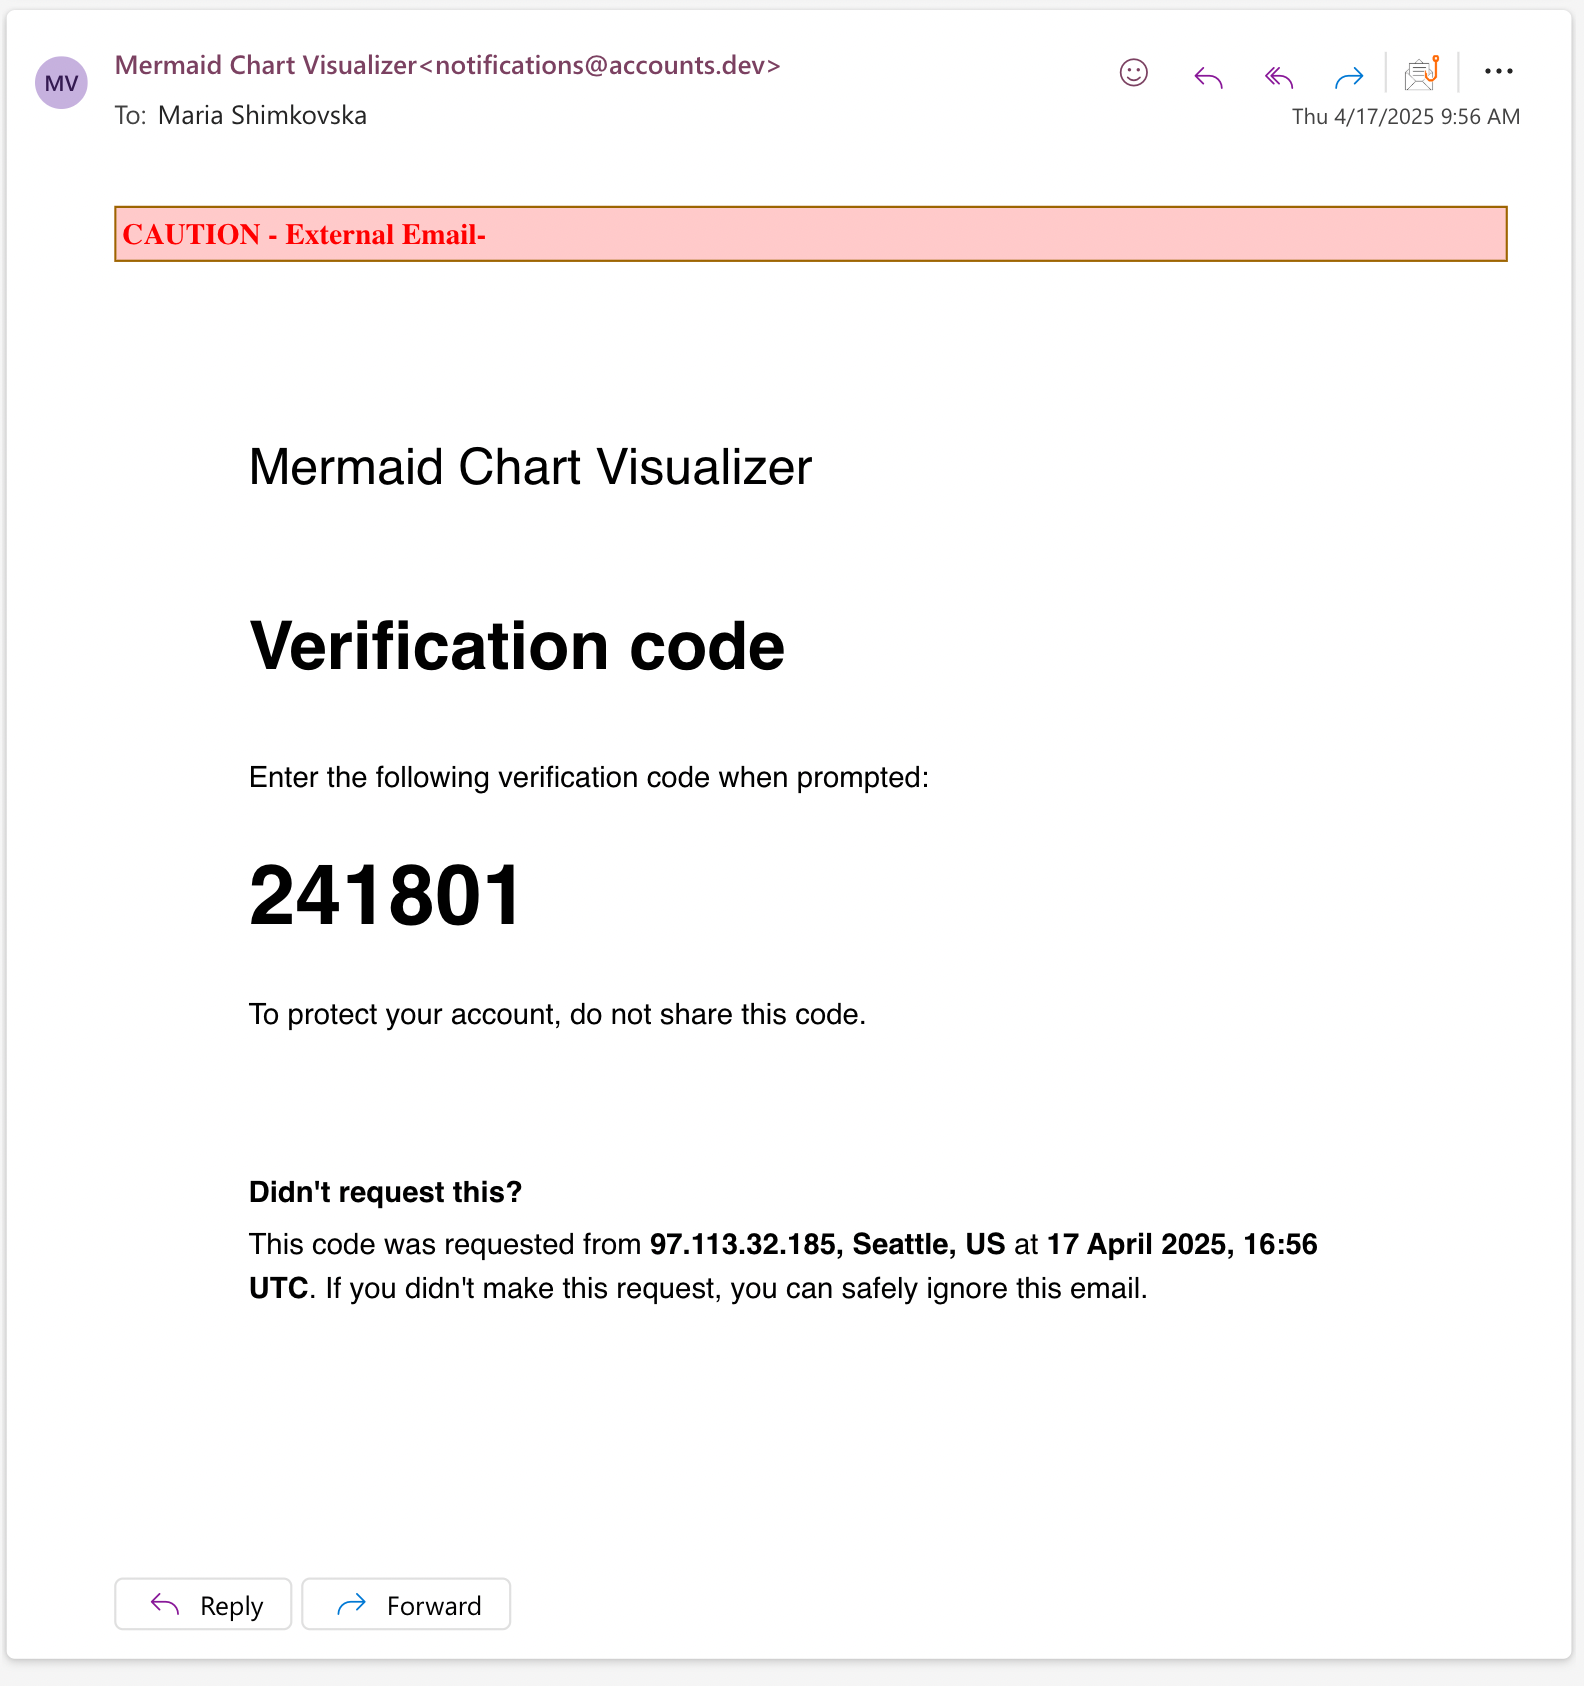 MV
Mermaid Chart Visualizer<notifications@accounts.dev>
To: Maria Shimkovska
Thu 4/17/2025 9:56 AM
CAUTION - External Email-
Mermaid Chart Visualizer
Verification code
Enter the following verification code when prompted:
241801
To protect your account, do not share this code.
Didn't request this?
This code was requested from 97.113.32.185, Seattle, US at 17 April 2025, 16:56
UTC. If you didn't make this request, you can safely ignore this email.
Reply
Forward